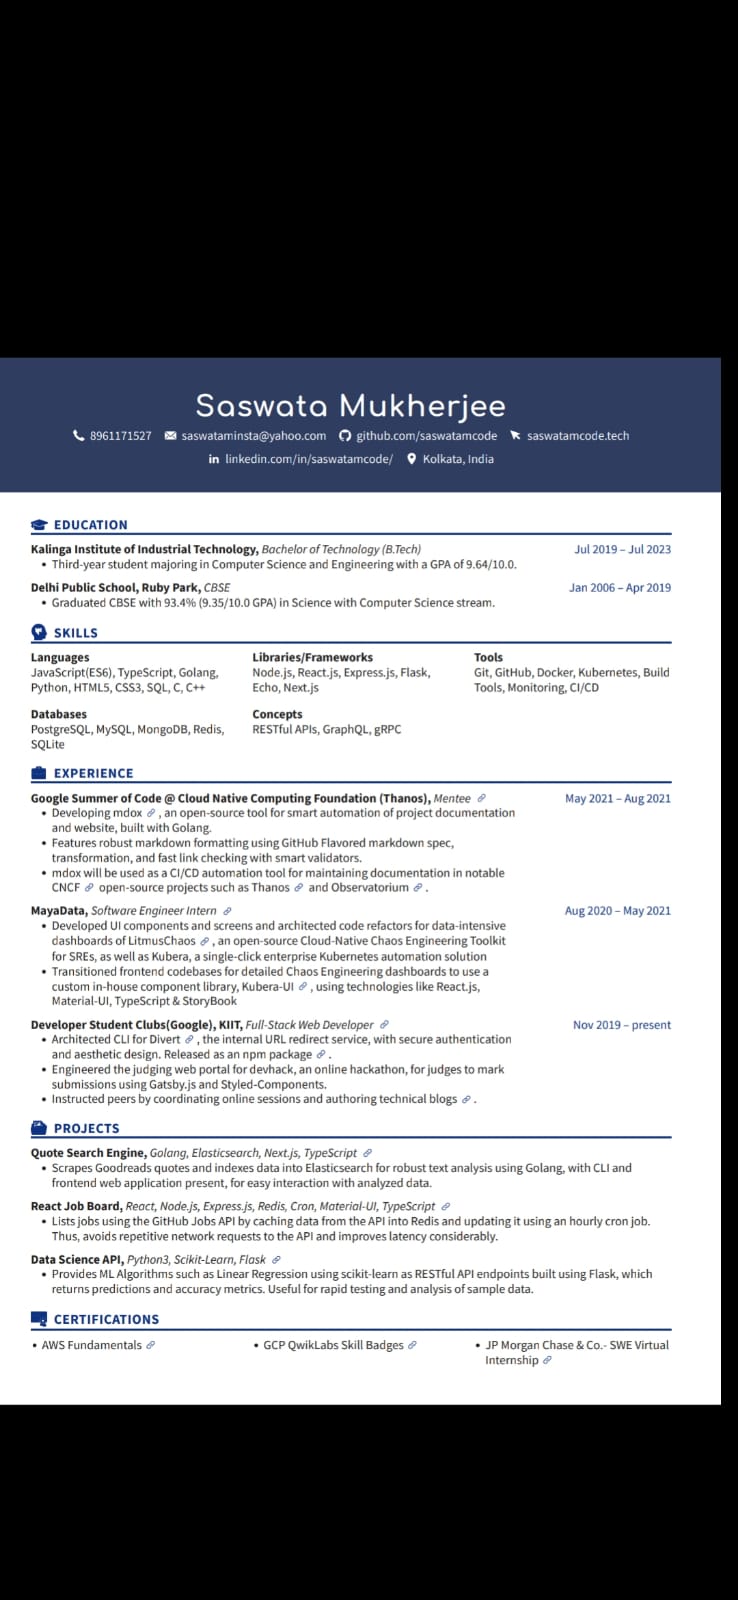 Saswata Mukherjee
8961171527 saswataminsta@yahoo.com github.com/saswatamcode saswatamcode.tech
in linkedin.com/in/saswatamcode/ Kolkata, India
EDUCATION
Kalinga Institute of Industrial Technology, Bachelor of Technology (B.Tech) Jul 2019 – Jul 2023
• Third-year student majoring in Computer Science and Engineering with a GPA of 9.64/10.0.
Delhi Public School, Ruby Park, CBSE Jan 2006 – Apr 2019
• Graduated CBSE with 93.4% (9.35/10.0 GPA) in Science with Computer Science stream.
SKILLS
Languages
JavaScript(ES6), TypeScript, Golang,
Python, HTML5, CSS3, SQL, C, C++
Libraries/Frameworks
Node.js, React.js, Express.js, Flask,
Echo, Next.js
Tools
Git, GitHub, Docker, Kubernetes, Build
Tools, Monitoring, CI/CD
Databases
PostgreSQL, MySQL, MongoDB, Redis,
SQLite
Concepts
RESTful APIs, GraphQL, gRPC
EXPERIENCE
Google Summer of Code @ Cloud Native Computing Foundation (Thanos), Mentee May 2021 – Aug 2021
• Developing mdox , an open-source tool for smart automation of project documentation
and website, built with Golang.
• Features robust markdown formatting using GitHub Flavored markdown spec,
transformation, and fast link checking with smart validators.
• mdox will be used as a CI/CD automation tool for maintaining documentation in notable
CNCF open-source projects such as Thanos and Observatorium .
MayaData, Software Engineer Intern Aug 2020 – May 2021
• Developed UI components and screens and architected code refactors for data-intensive
dashboards of LitmusChaos , an open-source Cloud-Native Chaos Engineering Toolkit
for SREs, as well as Kubera, a single-click enterprise Kubernetes automation solution
• Transitioned frontend codebases for detailed Chaos Engineering dashboards to use a
custom in-house component library, Kubera-UI , using technologies like React.js,
Material-UI, TypeScript & StoryBook
Developer Student Clubs(Google), KIIT, Full-Stack Web Developer Nov 2019 – present
• Architected CLI for Divert , the internal URL redirect service, with secure authentication
and aesthetic design. Released as an npm package .
• Engineered the judging web portal for devhack, an online hackathon, for judges to mark
submissions using Gatsby.js and Styled-Components.
• Instructed peers by coordinating online sessions and authoring technical blogs .
PROJECTS
Quote Search Engine, Golang, Elasticsearch, Next.js, TypeScript
• Scrapes Goodreads quotes and indexes data into Elasticsearch for robust text analysis using Golang, with CLI and
frontend web application present, for easy interaction with analyzed data.
React Job Board, React, Node.js, Express.js, Redis, Cron, Material-UI, TypeScript
• Lists jobs using the GitHub Jobs API by caching data from the API into Redis and updating it using an hourly cron job.
Thus, avoids repetitive network requests to the API and improves latency considerably.
Data Science API, Python3, Scikit-Learn, Flask
• Provides ML Algorithms such as Linear Regression using scikit-learn as RESTful API endpoints built using Flask, which
returns predictions and accuracy metrics. Useful for rapid testing and analysis of sample data.
CERTIFICATIONS
• AWS Fundamentals
• GCP QwikLabs Skill Badges
• JP Morgan Chase & Co.- SWE Virtual
Internship